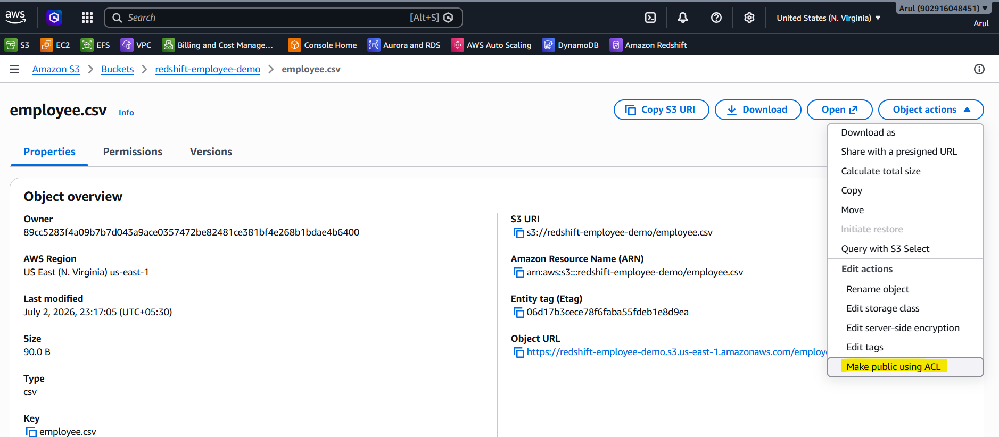 aws
Search
[Alt+S]
United States (N. Virginia)
Arul (902916048451)
Arul
S3
EC2
EFS
VPC
Billing and Cost Manage...
Console Home
Aurora and RDS
AWS Auto Scaling
DynamoDB
Amazon Redshift
Amazon S3
Buckets
redshift-employee-demo
employee.csv
employee.csv
Info
Copy S3 URI
Download
Open
Object actions
Download as
Share with a presigned URL
Calculate total size
Copy
Move
Initiate restore
Query with S3 Select
Edit actions
Rename object
Edit storage class
Edit server-side encryption
Edit tags
Make public using ACL
Properties
Permissions
Versions
Object overview
Owner
89cc5283f4a09b7b7d043a9ace0357472be82481ce381bf4e268b1bdae4b6400
AWS Region
US East (N. Virginia) us-east-1
Last modified
July 2, 2026, 23:17:05 (UTC+05:30)
Size
90.0 B
Type
csv
Key
employee.csv
S3 URI
s3://redshift-employee-demo/employee.csv
Amazon Resource Name (ARN)
arn:aws:s3:::redshift-employee-demo/employee.csv
Entity tag (Etag)
06d17b3cece78f6faba55fdeb1e8d9ea
Object URL
https://redshift-employee-demo.s3.us-east-1.amazonaws.com/employ